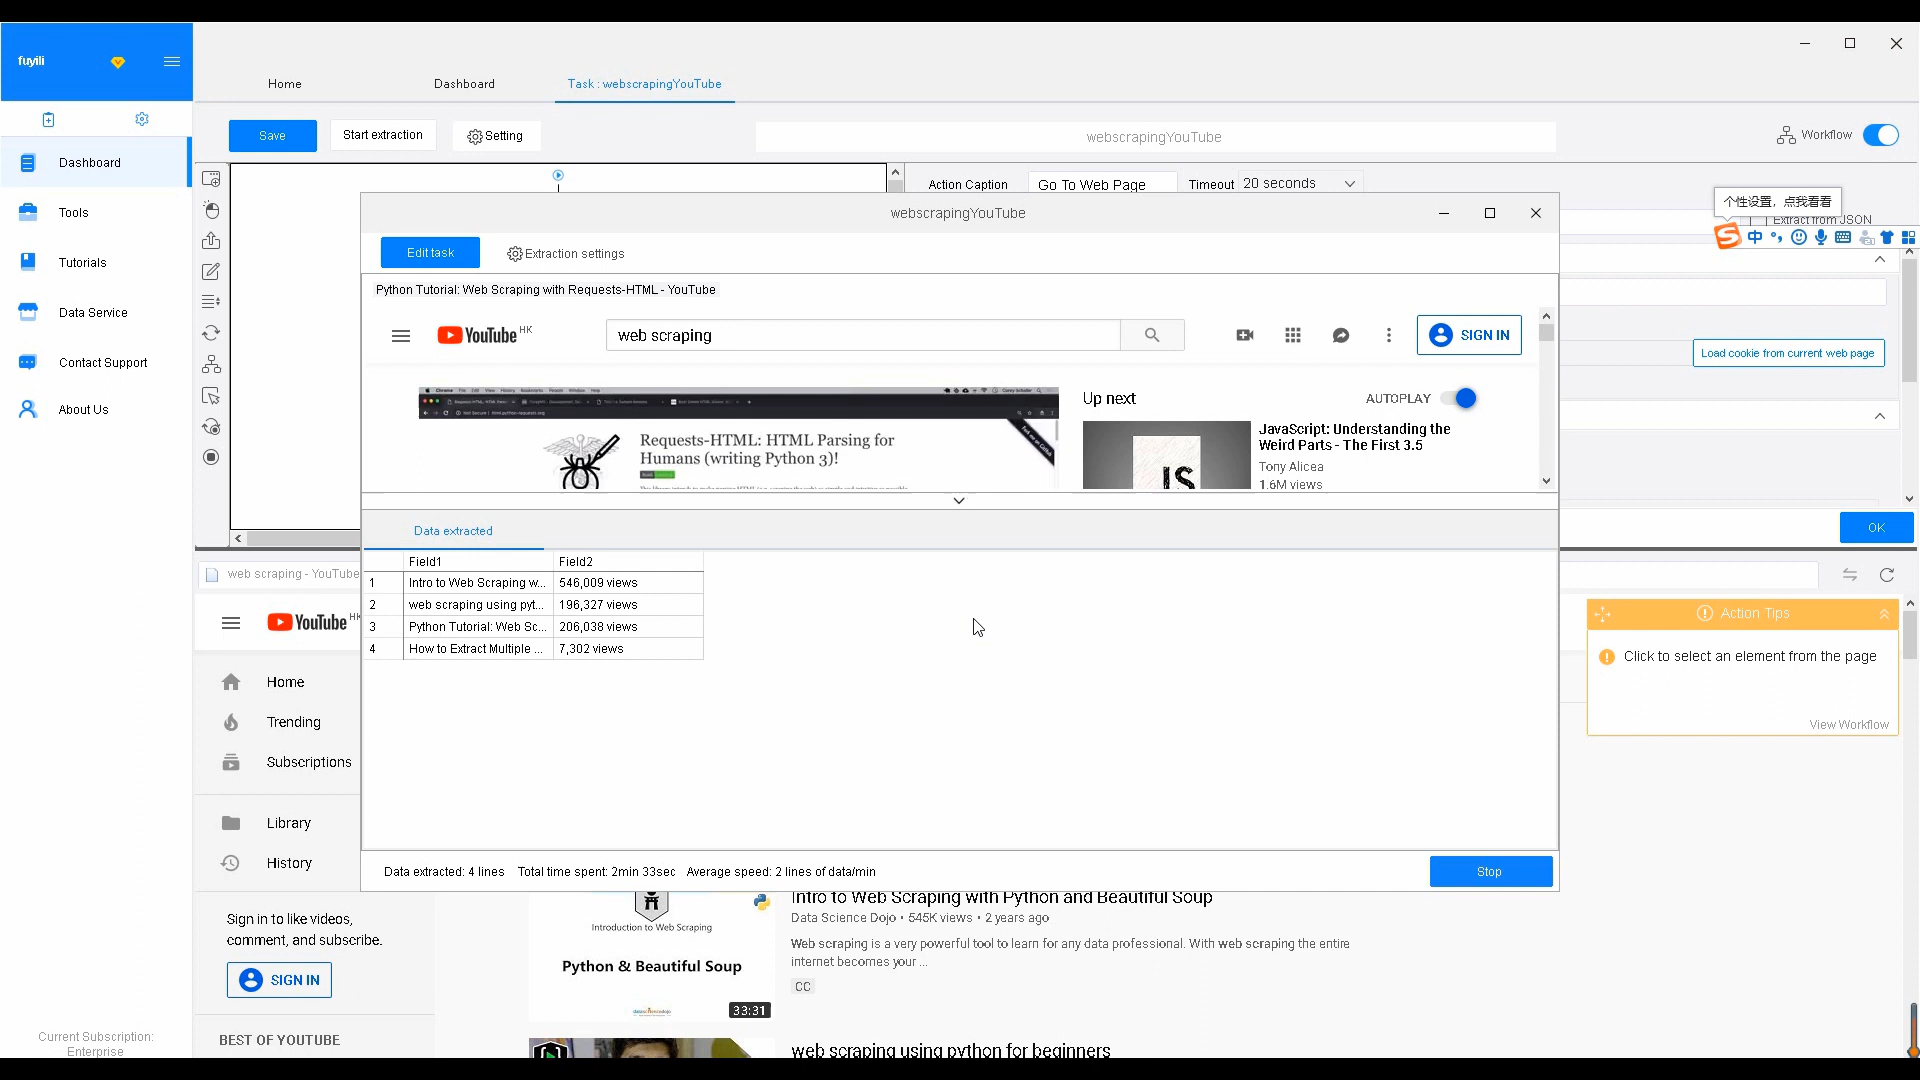 fuyili
Home
Dashboard
Task : webscrapingYouTube
Save
Start extraction
Setting
webscrapingYouTube
Workflow
Dashboard
Tools
Tutorials
Data Service
Contact Support
About Us
Current Subscription:
Enterprise
Action Caption
Go To Web Page
Timeout
20 seconds
个性设置，点我看看
Extract from JSON
中
Load cookie from current web page
OK
webscrapingYouTube
Edit task
Extraction settings
Python Tutorial: Web Scraping with Requests-HTML - YouTube
YouTube HK
web scraping
SIGN IN
Requests-HTML: HTML Parsing for
Humans (writing Python 3)!
Up next
AUTOPLAY
JS
JavaScript: Understanding the
Weird Parts - The First 3.5
Tony Alicea
1.6M views
Data extracted
Field1 Field2
1 Intro to Web Scraping w... 546,009 views
2 web scraping using pyt... 196,327 views
3 Python Tutorial: Web Sc... 206,038 views
4 How to Extract Multiple ... 7,302 views
Data extracted: 4 lines Total time spent: 2min 33sec Average speed: 2 lines of data/min
Stop
web scraping - YouTube
YouTube HK
Home
Trending
Subscriptions
Library
History
Sign in to like videos,
comment, and subscribe.
SIGN IN
BEST OF YOUTUBE
Action Tips
Click to select an element from the page
View Workflow
Introduction to Web Scraping
Python & Beautiful Soup
33:31
Intro to Web Scraping with Python and Beautiful Soup
Data Science Dojo • 545K views • 2 years ago
Web scraping is a very powerful tool to learn for any data professional. With web scraping the entire
internet becomes your ...
CC
web scraping using python for beginners